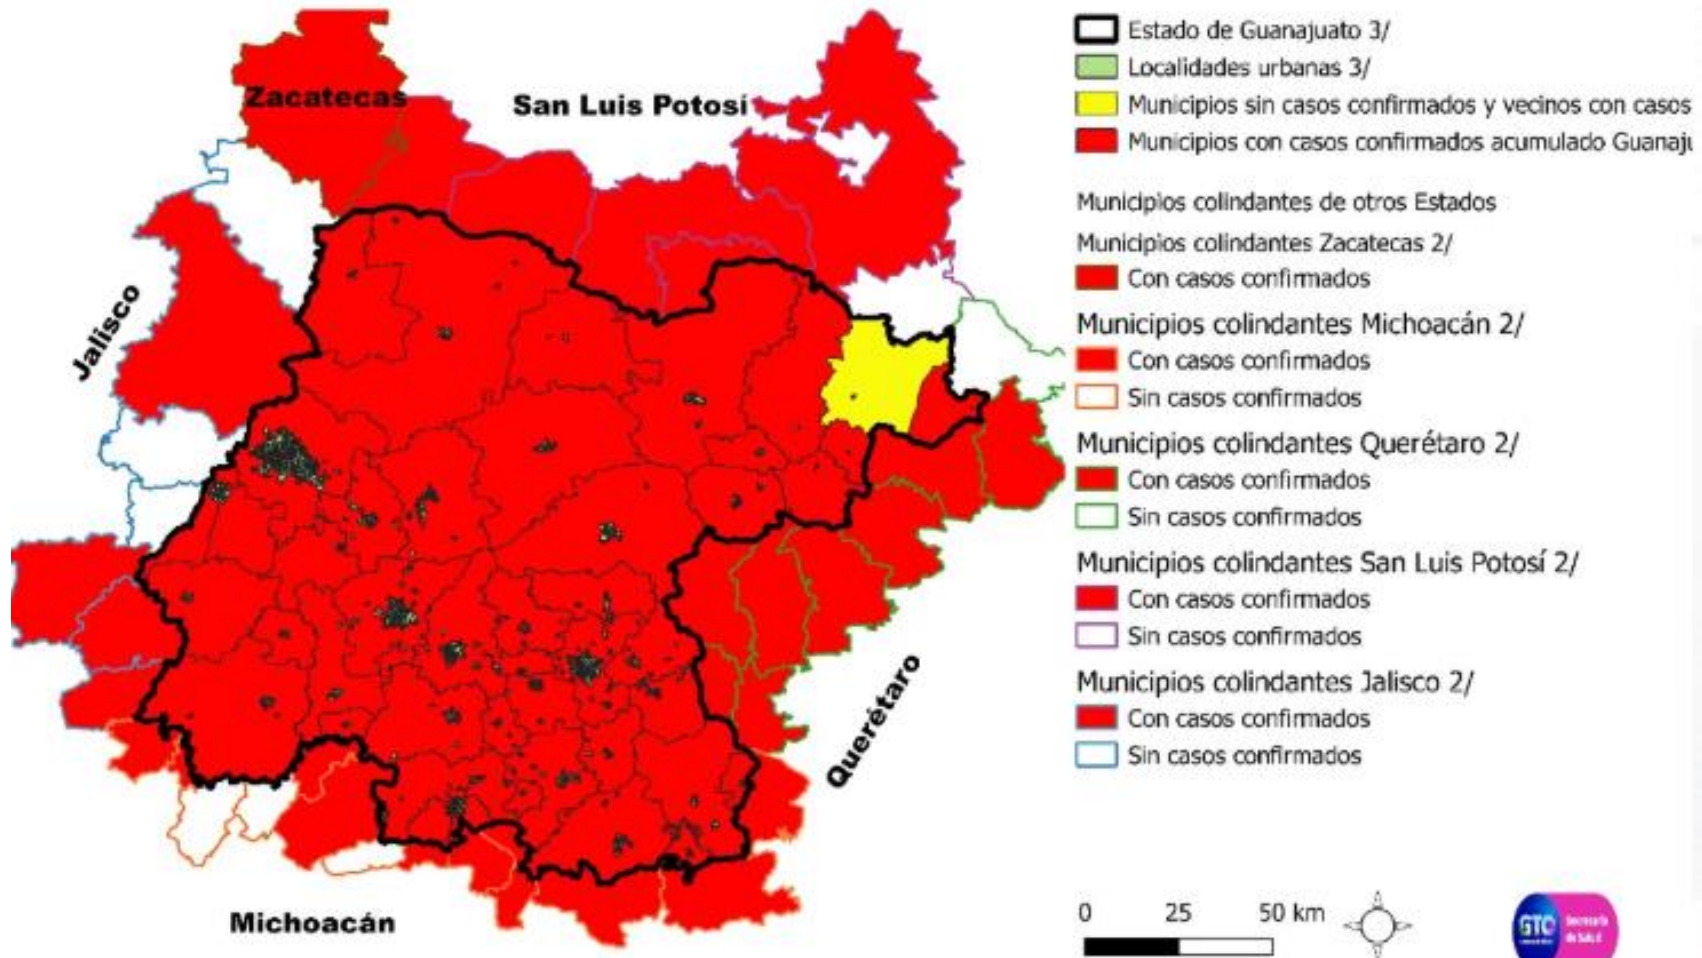 Zacatecas
San Luis Potosí
Jalisco
Querétaro
Michoacán
Estado de Guanajuato 3/
Localidades urbanas 3/
Municipios sin casos confirmados y vecinos con casos
Municipios con casos confirmados acumulado Guanaju
Municipios colindantes de otros Estados
Municipios colindantes Zacatecas 2/
Con casos confirmados
Municipios colindantes Michoacán 2/
Con casos confirmados
Sin casos confirmados
Municipios colindantes Querétaro 2/
Con casos confirmados
Sin casos confirmados
Municipios colindantes San Luis Potosí 2/
Con casos confirmados
Sin casos confirmados
Municipios colindantes Jalisco 2/
Con casos confirmados
Sin casos confirmados
0 25 50 km
GTO
Secretaría
de Salud